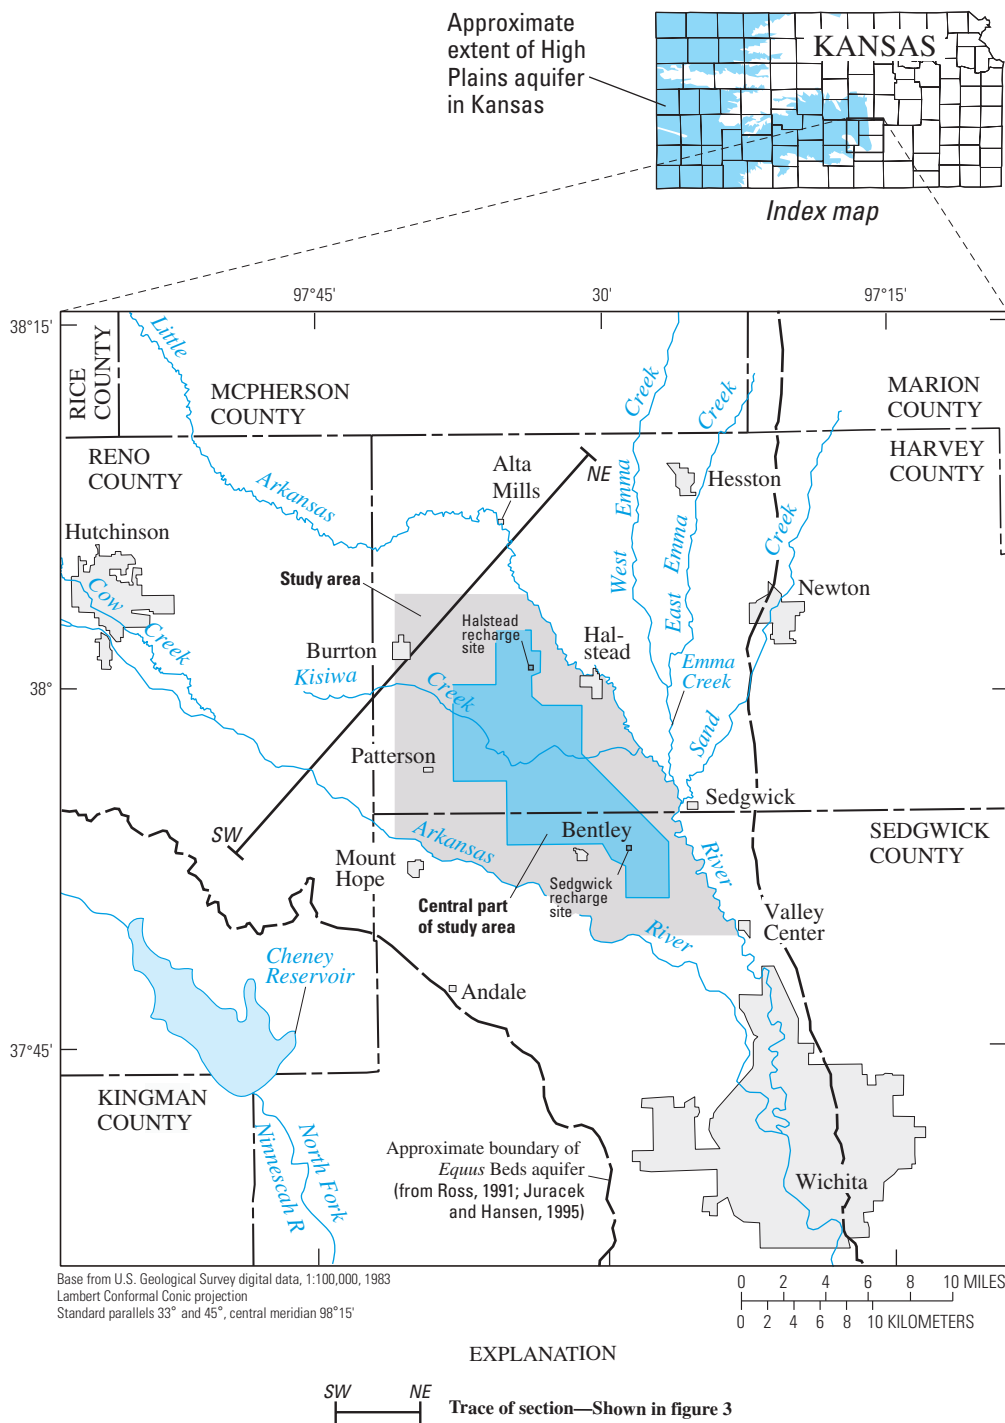 Approximate
extent of High
Plains aquifer
in Kansas
KANSAS
Index map
97°45'
30'
97°15'
38°15'
38°
37°45'
RICE
COUNTY
MCPHERSON
COUNTY
MARION
COUNTY
RENO
COUNTY
HARVEY
COUNTY
Little
Arkansas
West Emma Creek
East Emma Creek
Sand Creek
Alta
Mills
NE
Hesston
Hutchinson
Cow Creek
Study area
Newton
Halstead
recharge
site
Hal-
stead
Burrton
Kisiwa Creek
Emma
Creek
Patterson
Sedgwick
SW
Arkansas River
Bentley
River
SEDGWICK
COUNTY
Mount
Hope
Sedgwick
recharge
site
Central part
of study area
Valley
Center
Cheney
Reservoir
Andale
KINGMAN
COUNTY
North Fork
Ninnescah R
Approximate boundary of
Equus Beds aquifer
(from Ross, 1991; Juracek
and Hansen, 1995)
Wichita
Base from U.S. Geological Survey digital data, 1:100,000, 1983
Lambert Conformal Conic projection
Standard parallels 33° and 45°, central meridian 98°15'
0 2 4 6 8 10 MILES
0 2 4 6 8 10 KILOMETERS
EXPLANATION
SW NE
Trace of section—Shown in figure 3